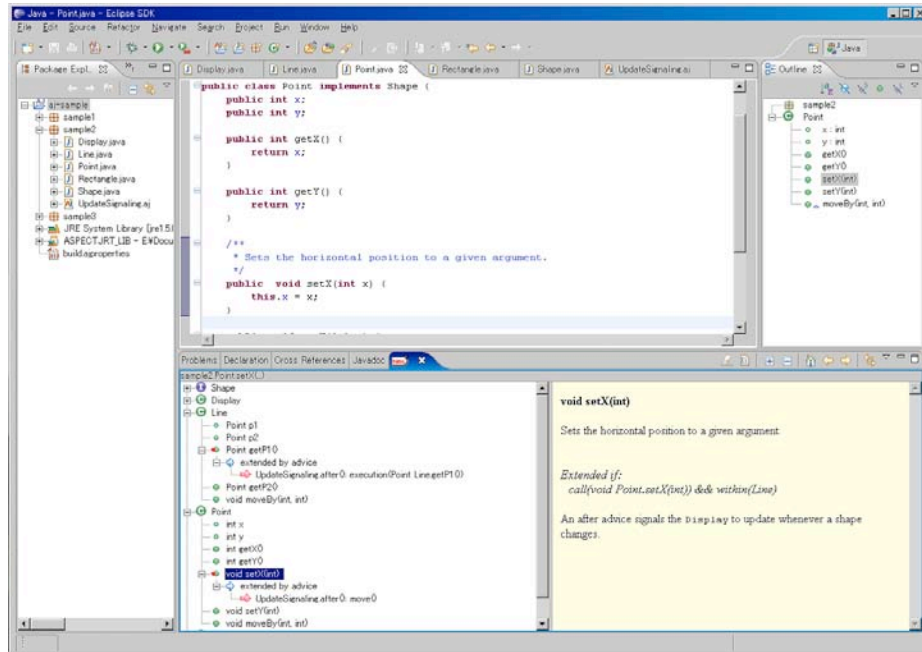 Java - Point.java - Eclipse SDK
File Edit Source Refactor Navigate Search Project Run Window Help
Java
Package Expl.
aj-sample
sample1
sample2
Display.java
Line.java
Point.java
Rectangle.java
Shape.java
UpdateSignaling.aj
sample3
JRE System Library [jre1.5.
ASPECTJRT_LIB - E¥Docu
build.ajproperties
Display.java Line.java Point.java Rectangle.java Shape.java UpdateSignaling.aj
public class Point implements Shape {
public int x;
public int y;
public int getX() {
return x;
}
public int getY() {
return y;
}
/**
* Sets the horizontal position to a given argument.
*/
public void setX(int x) {
this.x = x;
}
Outline
sample2
Point
x : int
y : int
getX()
getY()
setX(int)
setY(int)
moveBy(int, int)
Problems Declaration Cross References Javadoc
sample2.Point.setX(..)
Shape
Display
Line
Point p1
Point p2
Point getP1()
extended by advice
UpdateSignaling.after(): execution(Point Line.getP1())
Point getP2()
void moveBy(int, int)
Point
int x
int y
int getX()
int getY()
void setX(int)
extended by advice
UpdateSignaling.after(): move()
void setY(int)
void moveBy(int, int)
void setX(int)
Sets the horizontal position to a given argument.
Extended if:
call(void Point.setX(int)) && within(Line)
An after advice signals the Display to update whenever a shape
changes.